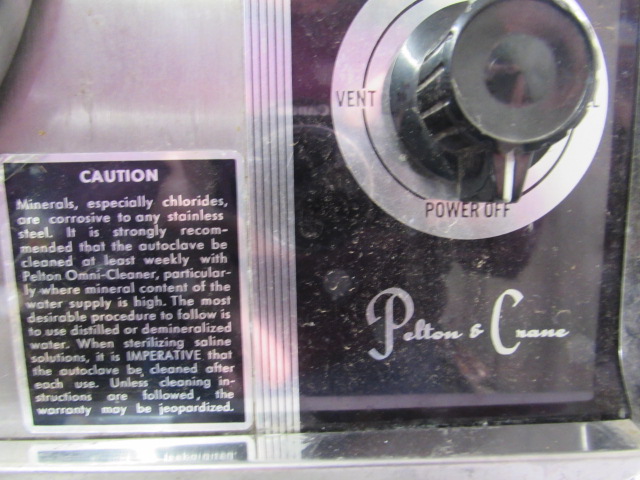 VENT
POWER OFF
Pelton & Crane
CAUTION
Minerals, especially chlorides,
are corrosive to any stainless
steel. It is strongly recom-
mended that the autoclave be
cleaned at least weekly with
Pelton Omni-Cleaner, particular-
ly where mineral content of the
water supply is high. The most
desirable procedure to follow is
to use distilled or demineralized
water. When sterilizing saline
solutions, it is IMPERATIVE that
the autoclave be cleaned after
each use. Unless cleaning in-
structions are followed, the
warranty may be jeopardized.